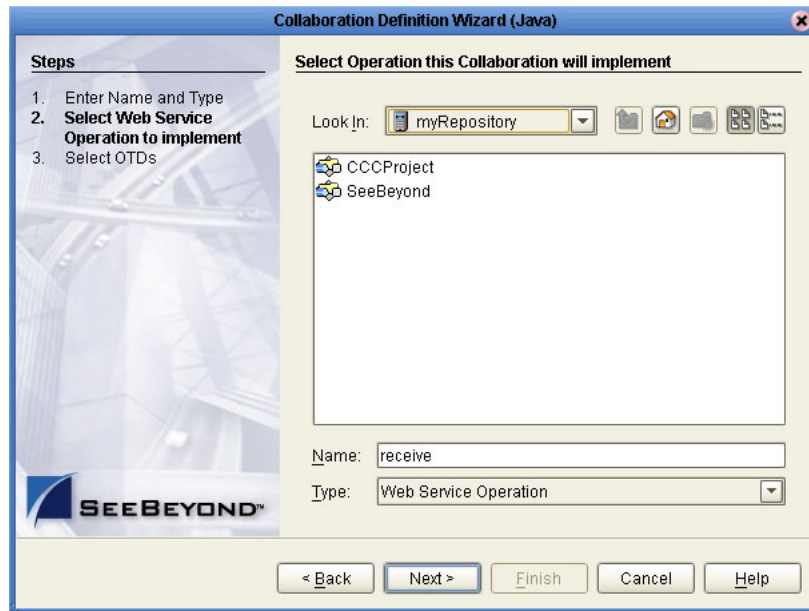 Collaboration Definition Wizard (Java)
Steps
1. Enter Name and Type
2. Select Web Service
Operation to implement
3. Select OTDs
SEEBEYOND™
Select Operation this Collaboration will implement
Look In: myRepository
CCCProject
SeeBeyond
Name: receive
Type: Web Service Operation
< Back Next > Finish Cancel Help